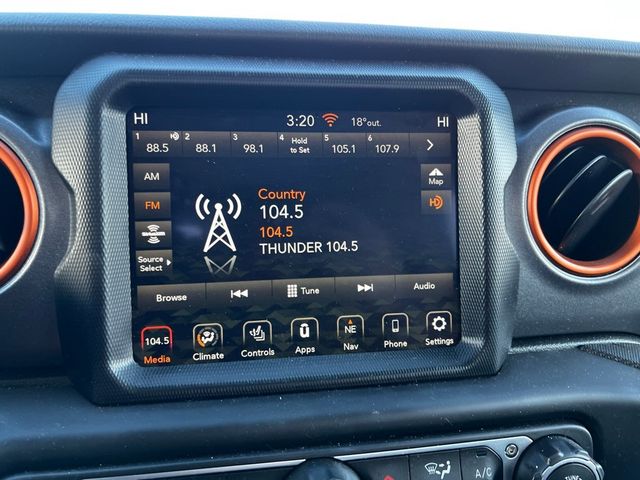 HI 3:20 18° out. HI
1 88.5 2 88.1 3 98.1 4 Hold to Set 5 105.1 6 107.9
AM
Map
FM
Country
104.5
104.5
THUNDER 104.5
Source
Select
Browse Tune Audio
104.5 NE
Media Climate Controls Apps Nav Phone Settings
A/C